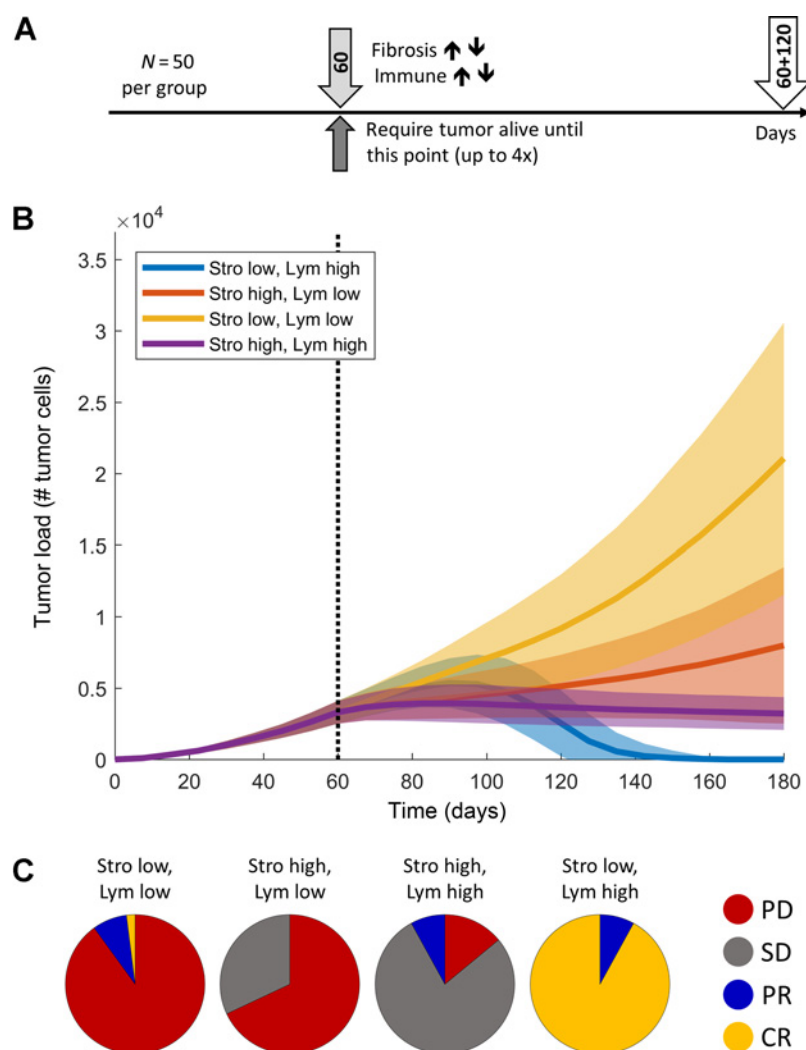 A
N = 50
per group
60
Fibrosis
Immune
60+120
Require tumor alive until
this point (up to 4x)
Days
B
×10^4
3.5
3
2.5
2
1.5
1
0.5
0
Tumor load (# tumor cells)
Stro low, Lym high
Stro high, Lym low
Stro low, Lym low
Stro high, Lym high
0 20 40 60 80 100 120 140 160 180
Time (days)
C
Stro low,
Lym low
Stro high,
Lym low
Stro high,
Lym high
Stro low,
Lym high
PD
SD
PR
CR